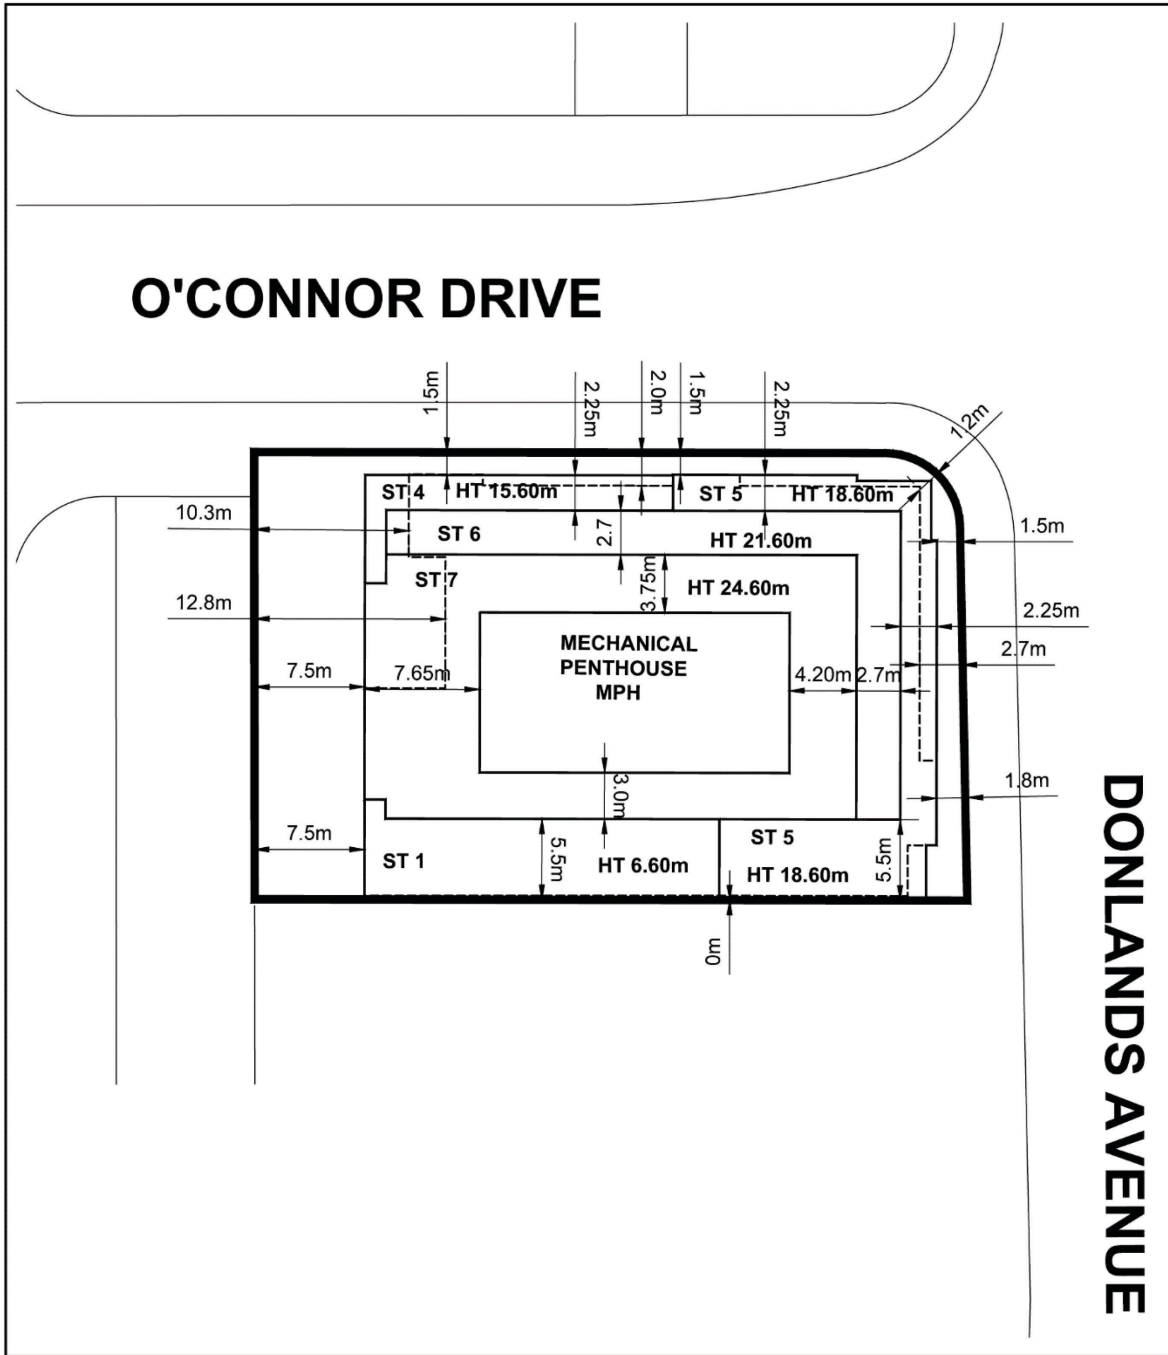 O'CONNOR DRIVE
1.5m
2.25m
2.0m
1.5m
2.25m
1.2m
ST 4
HT 15.60m
ST 5
HT 18.60m
10.3m
ST 6
2.7
HT 21.60m
1.5m
ST 7
3.75m
HT 24.60m
12.8m
2.25m
MECHANICAL
PENTHOUSE
MPH
2.7m
7.5m
7.65m
4.20m
2.7m
1.8m
3.0m
7.5m
ST 1
5.5m
HT 6.60m
ST 5
HT 18.60m
5.5m
0m
DONLANDS AVENUE